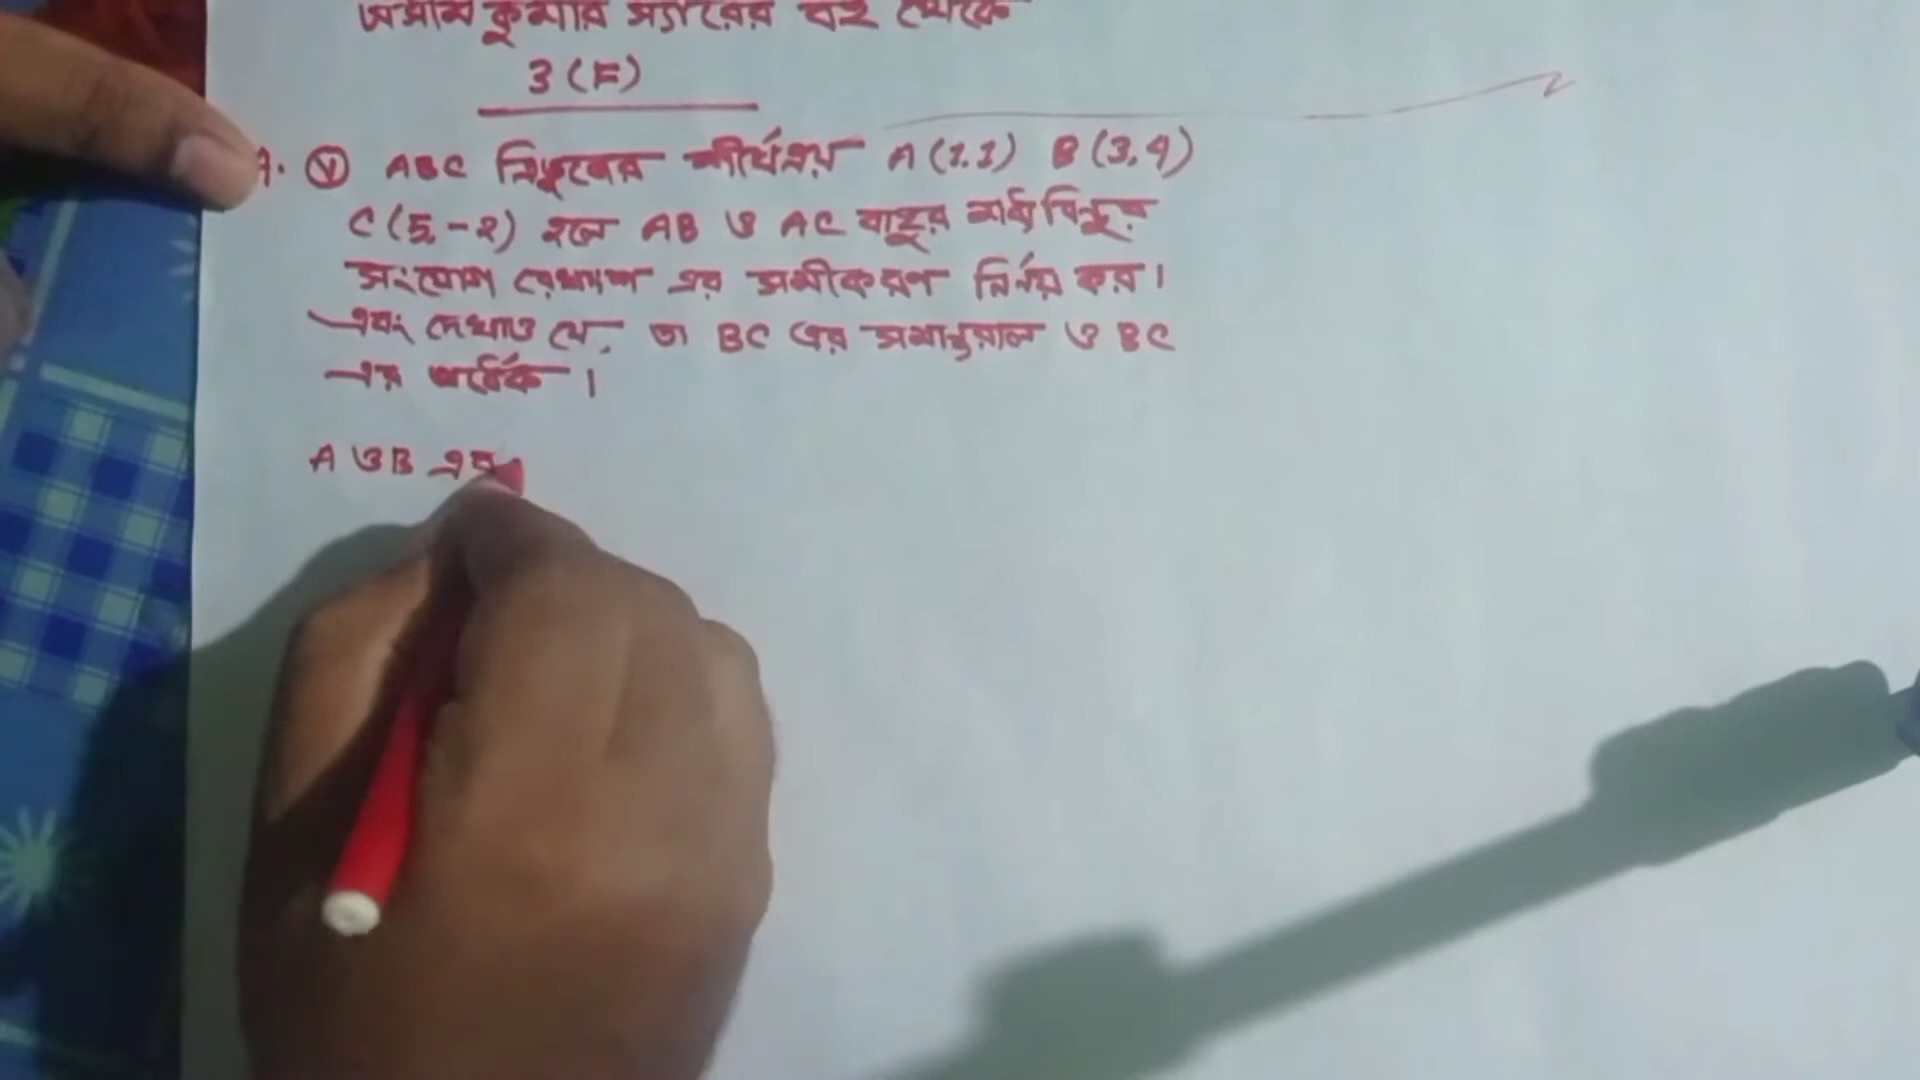 অসীম কুমার স্যারের বই থেকে
3 (F)
1. (v) ABC ত্রিভুজের শীর্ষত্রয় A (1,1) B (3,4)
C (5, -2) হলে AB ও AC বাহুর মধ্যবিন্দুর
সংযোগ রেখাংশ এর সমীকরণ নির্ণয় কর।
এবং দেখাও যে, তা BC এর সমান্তরাল ও BC
এর অর্ধেক।
A ও B এর